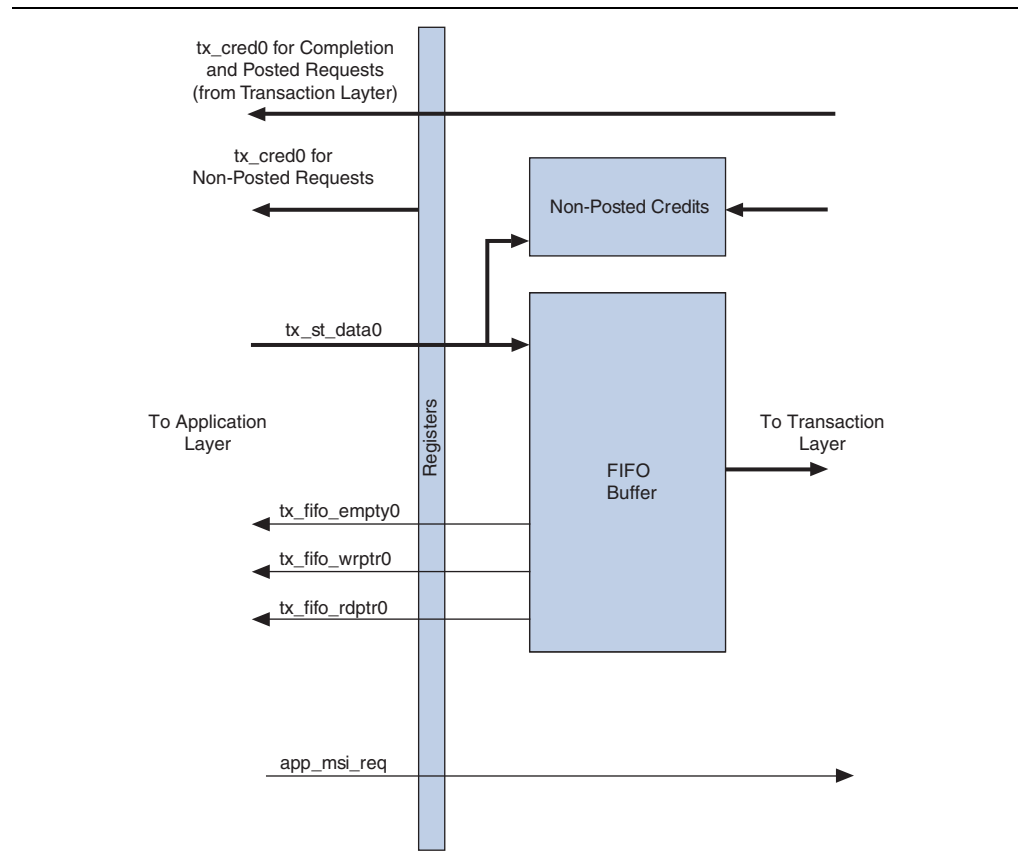 tx_cred0 for Completion
and Posted Requests
(from Transaction Layter)
tx_cred0 for
Non-Posted Requests
Non-Posted Credits
tx_st_data0
To Application
Layer
Registers
To Transaction
Layer
FIFO
Buffer
tx_fifo_empty0
tx_fifo_wrptr0
tx_fifo_rdptr0
app_msi_req